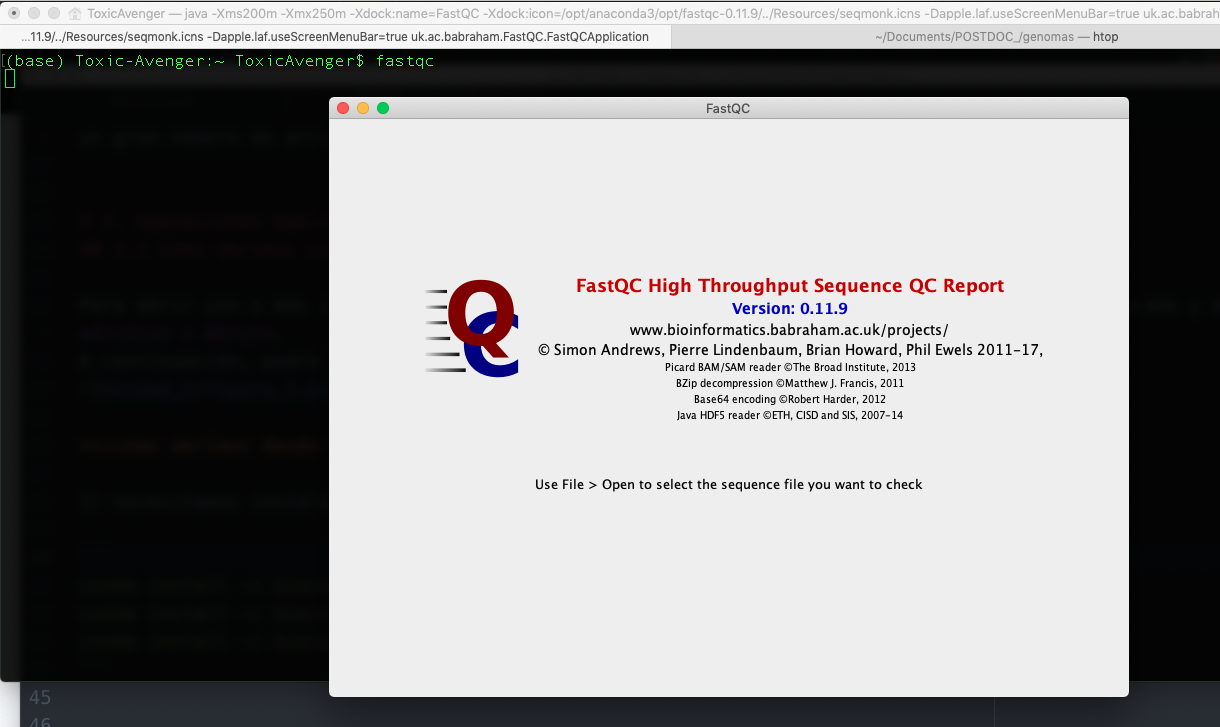 ToxicAvenger — java -Xms200m -Xmx250m -Xdock:name=FastQC -Xdock:icon=/opt/anaconda3/opt/fastqc-0.11.9/../Resources/seqmonk.icns -Dapple.laf.useScreenMenuBar=true uk.ac.babrah
...11.9/../Resources/seqmonk.icns -Dapple.laf.useScreenMenuBar=true uk.ac.babraham.FastQC.FastQCApplication
~/Documents/POSTDOC_/genomas — htop
[(base) Toxic-Avenger:~ ToxicAvenger$ fastqc
FastQC
Q
C
FastQC High Throughput Sequence QC Report
Version: 0.11.9
www.bioinformatics.babraham.ac.uk/projects/
© Simon Andrews, Pierre Lindenbaum, Brian Howard, Phil Ewels 2011-17,
Picard BAM/SAM reader ©The Broad Institute, 2013
BZip decompression ©Matthew J. Francis, 2011
Base64 encoding ©Robert Harder, 2012
Java HDF5 reader ©ETH, CISD and SIS, 2007-14
Use File > Open to select the sequence file you want to check
45
46